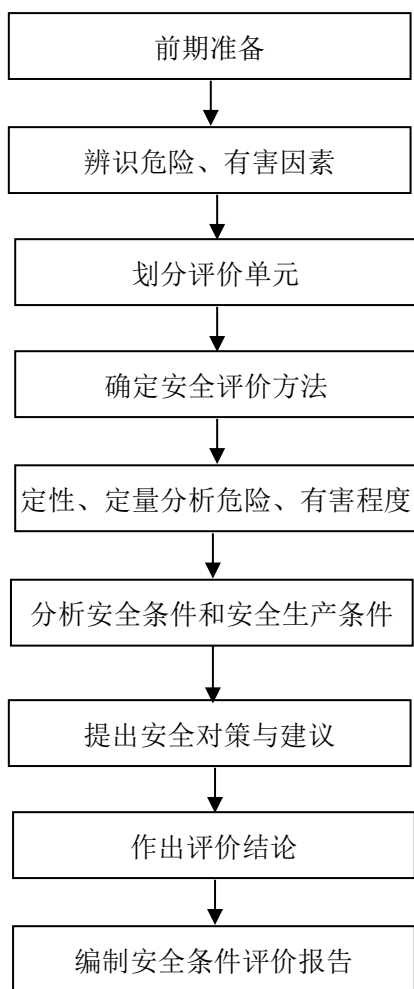 前期准备
辨识危险、有害因素
划分评价单元
确定安全评价方法
定性、定量分析危险、有害程度
分析安全条件和安全生产条件
提出安全对策与建议
作出评价结论
编制安全条件评价报告